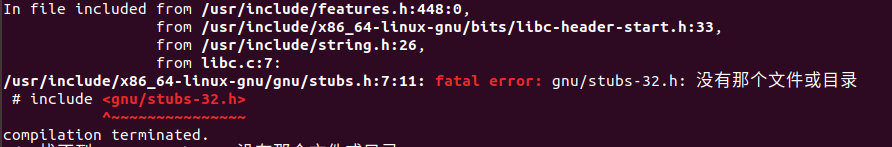 In file included from /usr/include/features.h:448:0,
from /usr/include/x86_64-linux-gnu/bits/libc-header-start.h:33,
from /usr/include/string.h:26,
from libc.c:7:
/usr/include/x86_64-linux-gnu/gnu/stubs.h:7:11: fatal error: gnu/stubs-32.h: 没有那个文件或目录
# include <gnu/stubs-32.h>
^~~~~~~~~~~~~~~~
compilation terminated.